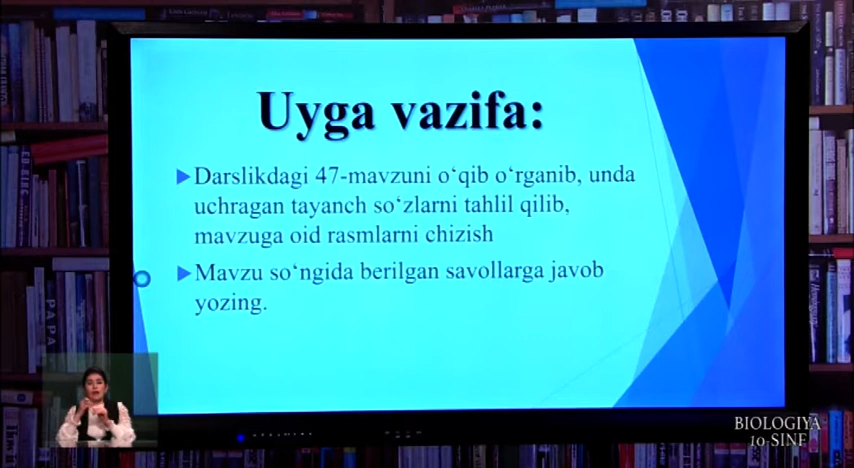 Uyga vazifa:
Darslikdagi 47-mavzuni o‘qib o‘rganib, unda
uchragan tayanch so‘zlarni tahlil qilib,
mavzuga oid rasmlarni chizish
Mavzu so‘ngida berilgan savollarga javob
yozing.
BIOLOGIYA
10-SINF